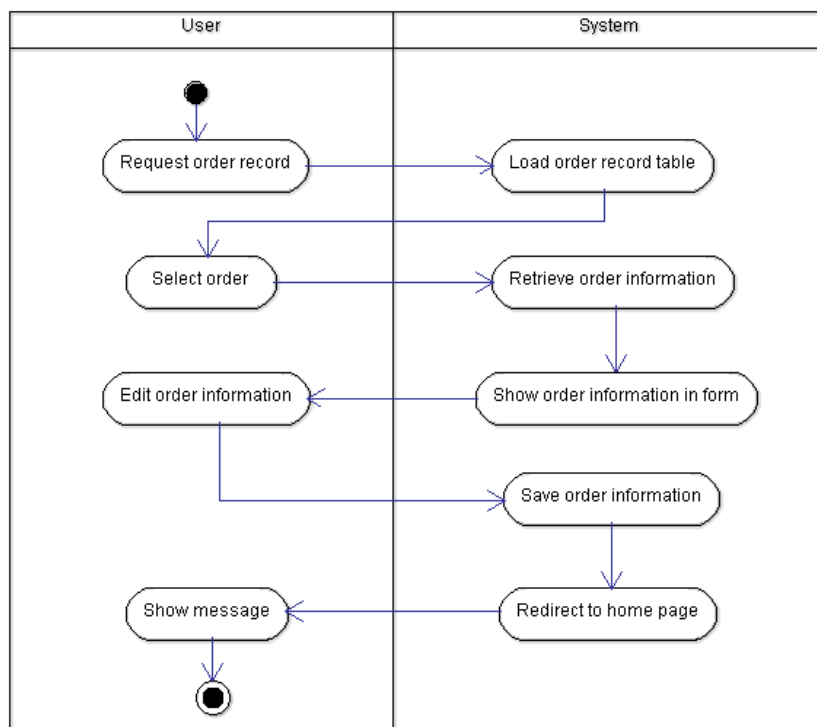 User
System
Request order record
Load order record table
Select order
Retrieve order information
Edit order information
Show order information in form
Save order information
Show message
Redirect to home page